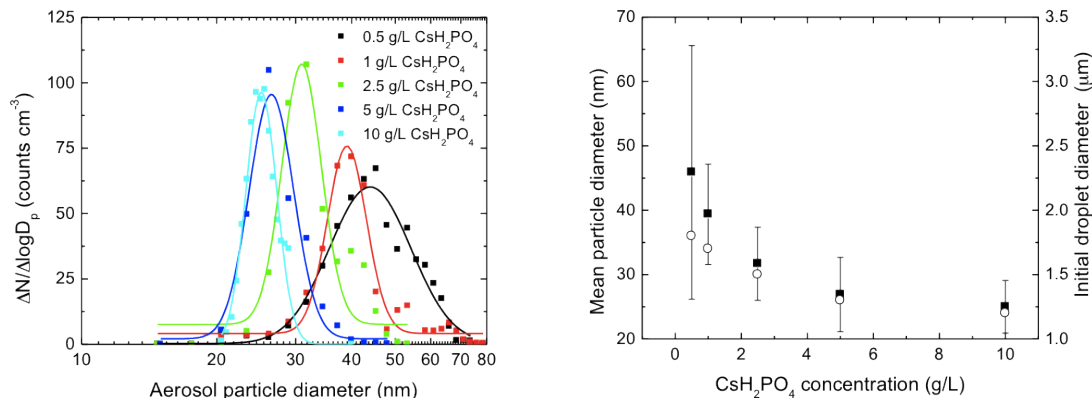 125
100
75
50
25
0
ΔN/ΔlogDₚ (counts cm⁻³)
0.5 g/L CsH₂PO₄
1 g/L CsH₂PO₄
2.5 g/L CsH₂PO₄
5 g/L CsH₂PO₄
10 g/L CsH₂PO₄
10 20 30 40 50 60 70 80
Aerosol particle diameter (nm)
70
60
50
40
30
20
Mean particle diameter (nm)
3.5
3.0
2.5
2.0
1.5
1.0
Initial droplet diameter (μm)
0 2 4 6 8 10
CsH₂PO₄ concentration (g/L)